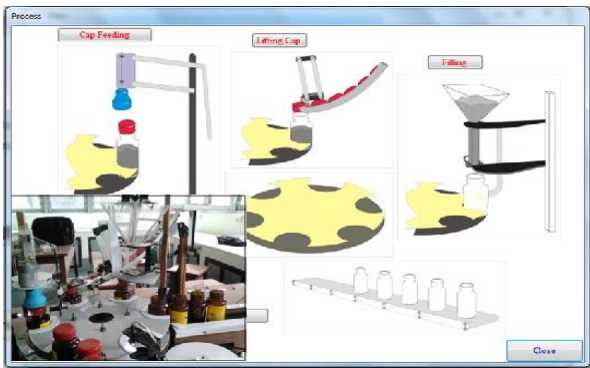 Process
Cap Feeding
Lifting Cap
Filling
Close